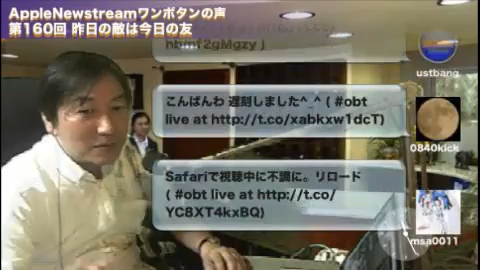 AppleNewstreamワンボタンの声
第160回 昨日の敵は今日の友
hbmf2gMgzy )
ustbang
こんばんわ 遅刻しました^_^ ( #obt
live at http://t.co/xabkxw1dcT)
0840kick
Safariで視聴中に不調に。リロード
( #obt live at http://t.co/
YC8XT4kxBQ)
msa0011